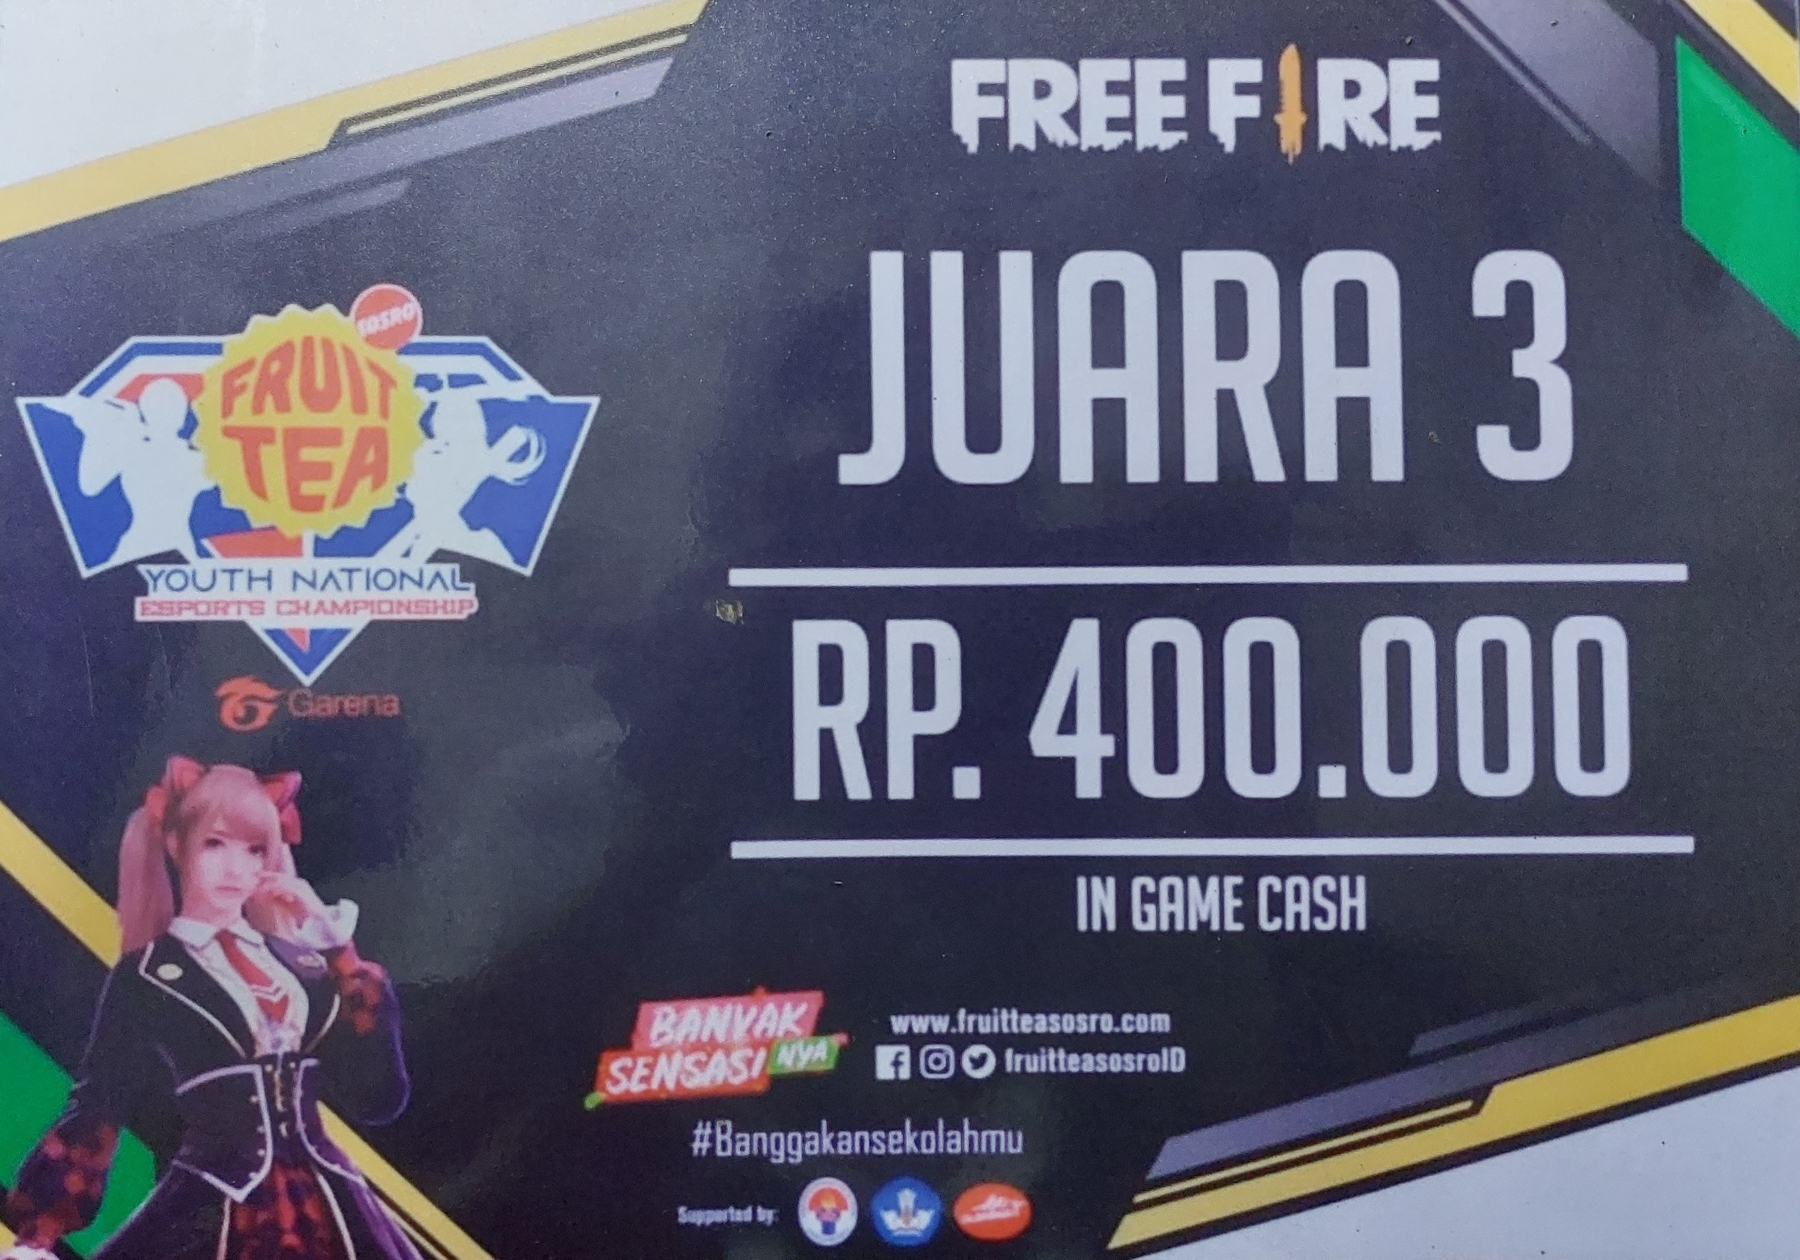 FREE FIRE
JUARA 3
SOSRO
FRUIT
TEA
YOUTH NATIONAL
ESPORTS CHAMPIONSHIP
Garena
RP. 400.000
IN GAME CASH
BANYAK
SENSASI NYA
www.fruitteasosro.com
fruitteasosroID
#Banggakansekolahmu
Supported by: